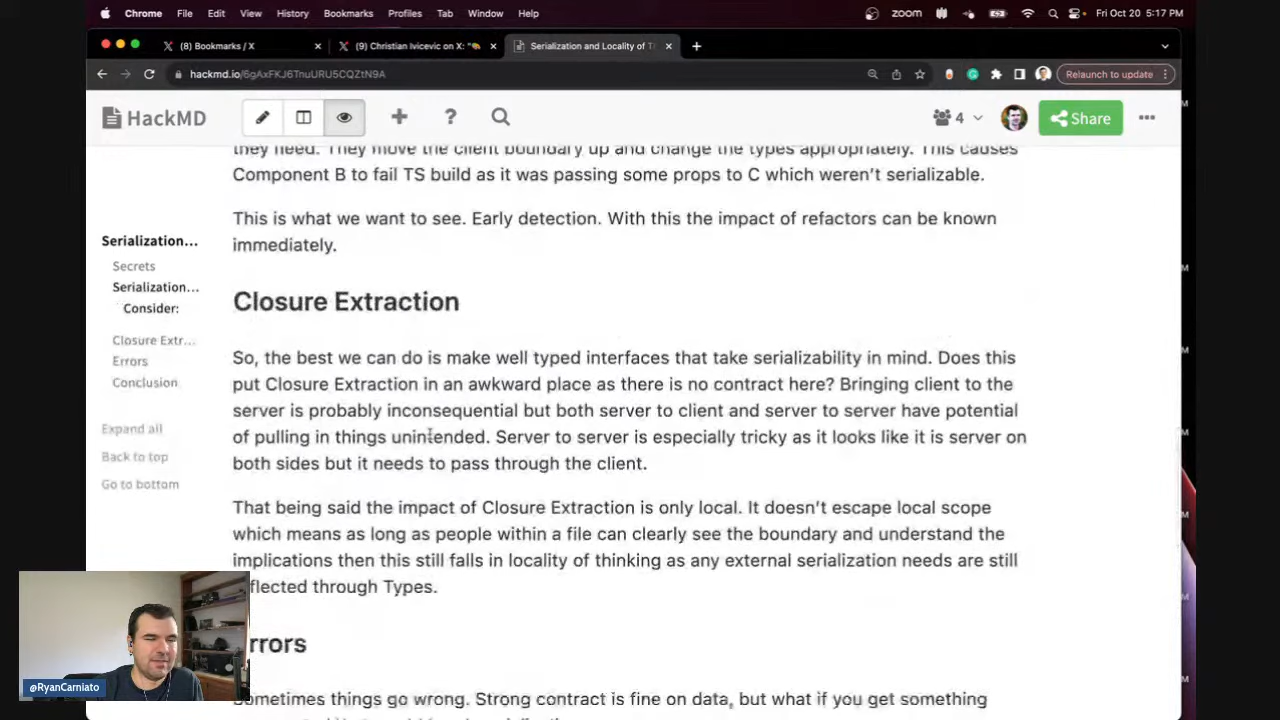 Chrome File Edit View History Bookmarks Profiles Tab Window Help zoom Fri Oct 20 5:17 PM
(8) Bookmarks / X
(9) Christian Ivicevic on X: "
Serialization and Locality of T
hackmd.io/6gAxFKJ6TnuURU5CQZtN9A
Relaunch to update
HackMD
4
Share
they need. They move the client boundary up and change the types appropriately. This causes
Component B to fail TS build as it was passing some props to C which weren't serializable.
This is what we want to see. Early detection. With this the impact of refactors can be known
immediately.
Serialization...
Secrets
Serialization...
Consider:
Closure Extr...
Errors
Conclusion
Expand all
Back to top
Go to bottom
Closure Extraction
So, the best we can do is make well typed interfaces that take serializability in mind. Does this
put Closure Extraction in an awkward place as there is no contract here? Bringing client to the
server is probably inconsequential but both server to client and server to server have potential
of pulling in things unintended. Server to server is especially tricky as it looks like it is server on
both sides but it needs to pass through the client.
That being said the impact of Closure Extraction is only local. It doesn't escape local scope
which means as long as people within a file can clearly see the boundary and understand the
implications then this still falls in locality of thinking as any external serialization needs are still
flected through Types.
rrors
Sometimes things go wrong. Strong contract is fine on data, but what if you get something
@RyanCarniato